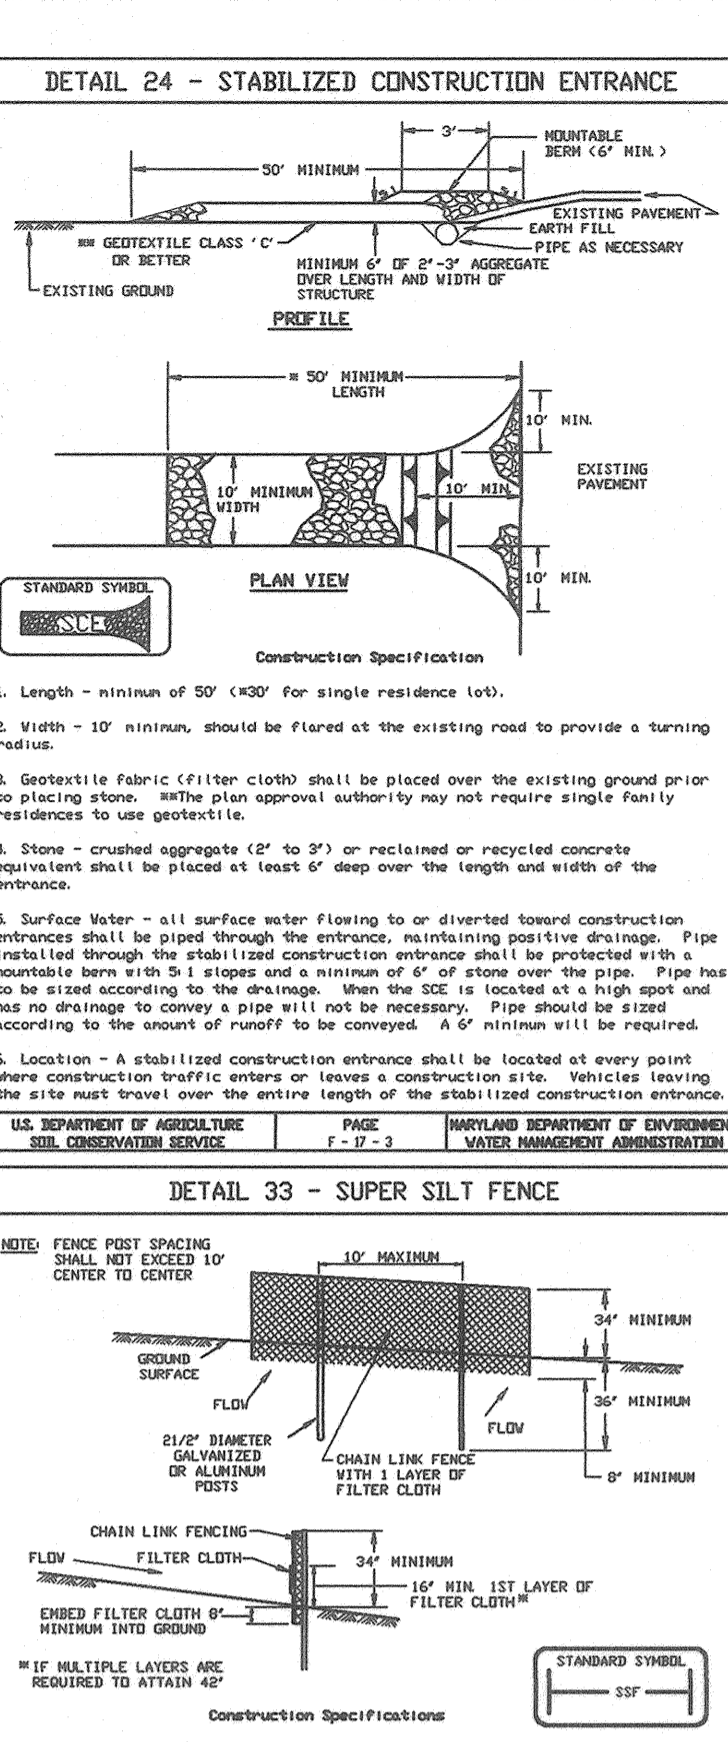 DETAIL 24 - STABILIZED CONSTRUCTION ENTRANCE
3'
MOUNTABLE
BERM (6" MIN.)
50' MINIMUM
EXISTING PAVEMENT
EARTH FILL
** GEOTEXTILE CLASS 'C'
OR BETTER
PIPE AS NECESSARY
MINIMUM 6" OF 2"-3" AGGREGATE
OVER LENGTH AND WIDTH OF
STRUCTURE
EXISTING GROUND
PROFILE
* 50' MINIMUM
LENGTH
10' MIN.
EXISTING
PAVEMENT
10' MINIMUM
WIDTH
10' MIN.
10' MIN.
PLAN VIEW
STANDARD SYMBOL
SCE
Construction Specification
1. Length - minimum of 50' (*30' for single residence lot).
2. Width - 10' minimum, should be flared at the existing road to provide a turning
radius.
3. Geotextile fabric (filter cloth) shall be placed over the existing ground prior
to placing stone. **The plan approval authority may not require single family
residences to use geotextile.
4. Stone - crushed aggregate (2" to 3") or reclaimed or recycled concrete
equivalent shall be placed at least 6" deep over the length and width of the
entrance.
5. Surface Water - all surface water flowing to or diverted toward construction
entrances shall be piped through the entrance, maintaining positive drainage. Pipe
installed through the stabilized construction entrance shall be protected with a
mountable berm with 5:1 slopes and a minimum of 6" of stone over the pipe. Pipe has
to be sized according to the drainage. When the SCE is located at a high spot and
has no drainage to convey a pipe will not be necessary. Pipe should be sized
according to the amount of runoff to be conveyed. A 6" minimum will be required.
6. Location - A stabilized construction entrance shall be located at every point
where construction traffic enters or leaves a construction site. Vehicles leaving
the site must travel over the entire length of the stabilized construction entrance.
U.S. DEPARTMENT OF AGRICULTURE
SOIL CONSERVATION SERVICE
PAGE
F - 17 - 3
MARYLAND DEPARTMENT OF ENVIRONMEN
WATER MANAGEMENT ADMINISTRATION
DETAIL 33 - SUPER SILT FENCE
NOTE: FENCE POST SPACING
SHALL NOT EXCEED 10'
CENTER TO CENTER
10' MAXIMUM
34" MINIMUM
GROUND
SURFACE
36" MINIMUM
FLOW
FLOW
21/2" DIAMETER
GALVANIZED
OR ALUMINUM
POSTS
CHAIN LINK FENCE
WITH 1 LAYER OF
FILTER CLOTH
8" MINIMUM
CHAIN LINK FENCING
FLOW
FILTER CLOTH
34" MINIMUM
16" MIN. 1ST LAYER OF
FILTER CLOTH*
EMBED FILTER CLOTH 8"
MINIMUM INTO GROUND
*IF MULTIPLE LAYERS ARE
REQUIRED TO ATTAIN 42"
STANDARD SYMBOL
SSF
Construction Specifications